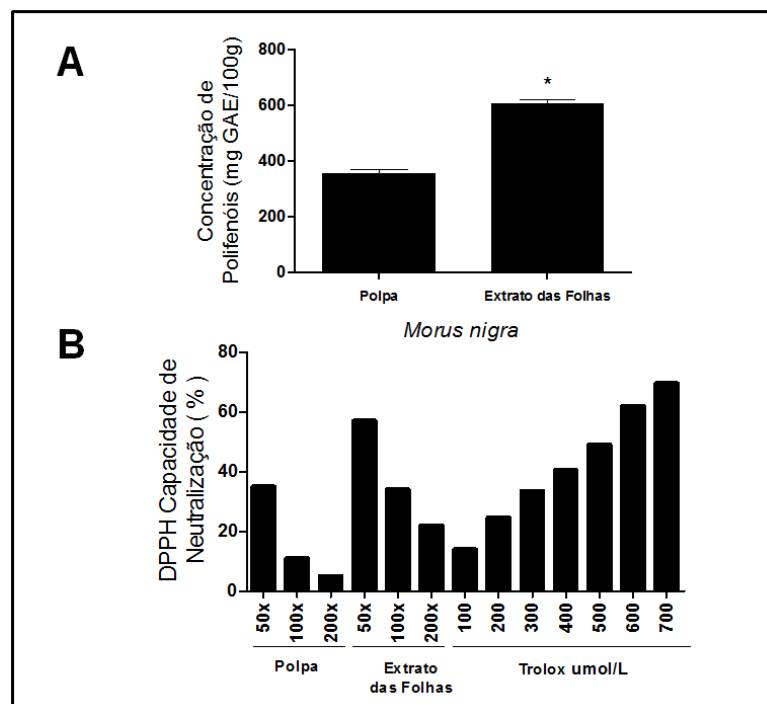 A
Concentração de
Polifenóis (mg GAE/100g)
800
600
400
200
0
*
Polpa
Extrato das Folhas
Morus nigra
B
DPPH Capacidade de
Neutralização ( % )
80
60
40
20
0
50x
100x
200x
50x
100x
200x
100
200
300
400
500
600
700
Polpa
Extrato
das Folhas
Trolox umol/L